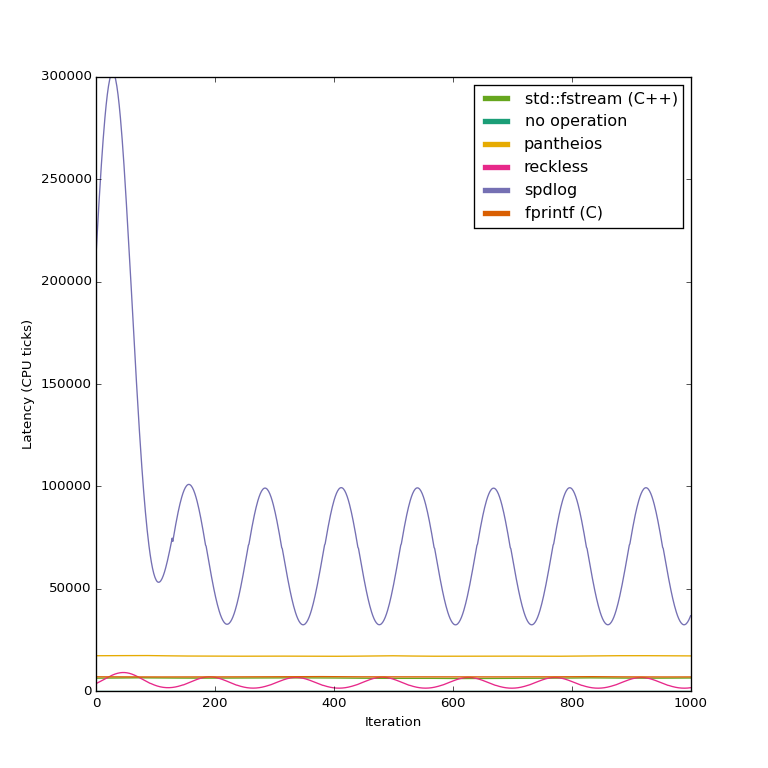 300000
250000
200000
150000
100000
50000
0
Latency (CPU ticks)
std::fstream (C++)
no operation
pantheios
reckless
spdlog
fprintf (C)
0 200 400 600 800 1000
Iteration